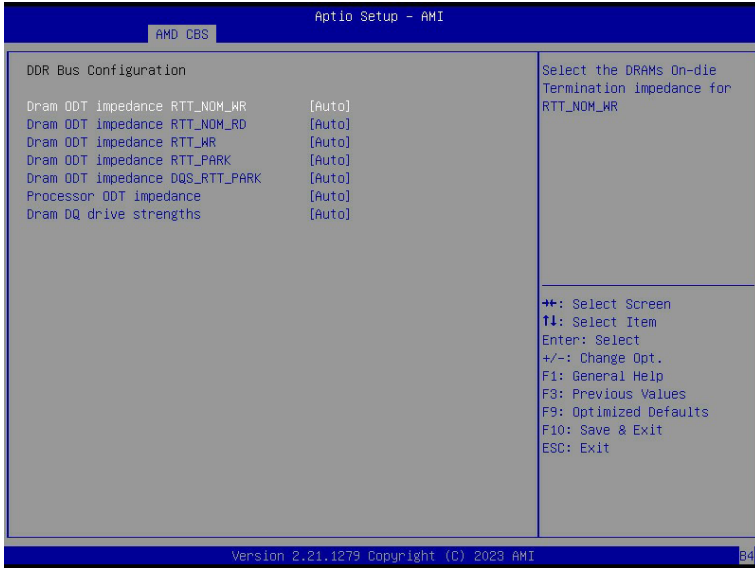 Aptio Setup - AMI
AMD CBS
DDR Bus Configuration
Dram ODT impedance RTT_NOM_WR [Auto]
Dram ODT impedance RTT_NOM_RD [Auto]
Dram ODT impedance RTT_WR [Auto]
Dram ODT impedance RTT_PARK [Auto]
Dram ODT impedance DQS_RTT_PARK [Auto]
Processor ODT impedance [Auto]
Dram DQ drive strengths [Auto]
Select the DRAMs On-die
Termination impedance for
RTT_NOM_WR
→←: Select Screen
↑↓: Select Item
Enter: Select
+/-: Change Opt.
F1: General Help
F3: Previous Values
F9: Optimized Defaults
F10: Save & Exit
ESC: Exit
Version 2.21.1279 Copyright (C) 2023 AMI
B4